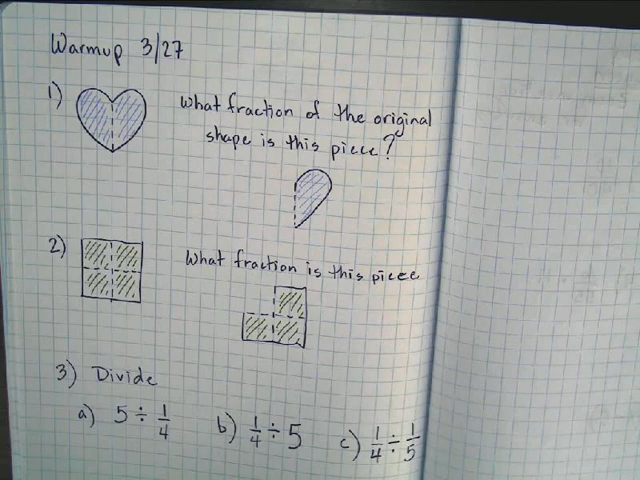 Warmup 3/27
1) What fraction of the original
shape is this piece?
2) What fraction is this piece
3) Divide
a) 5 ÷ 1/4 b) 1/4 ÷ 5 c) 1/4 ÷ 1/5